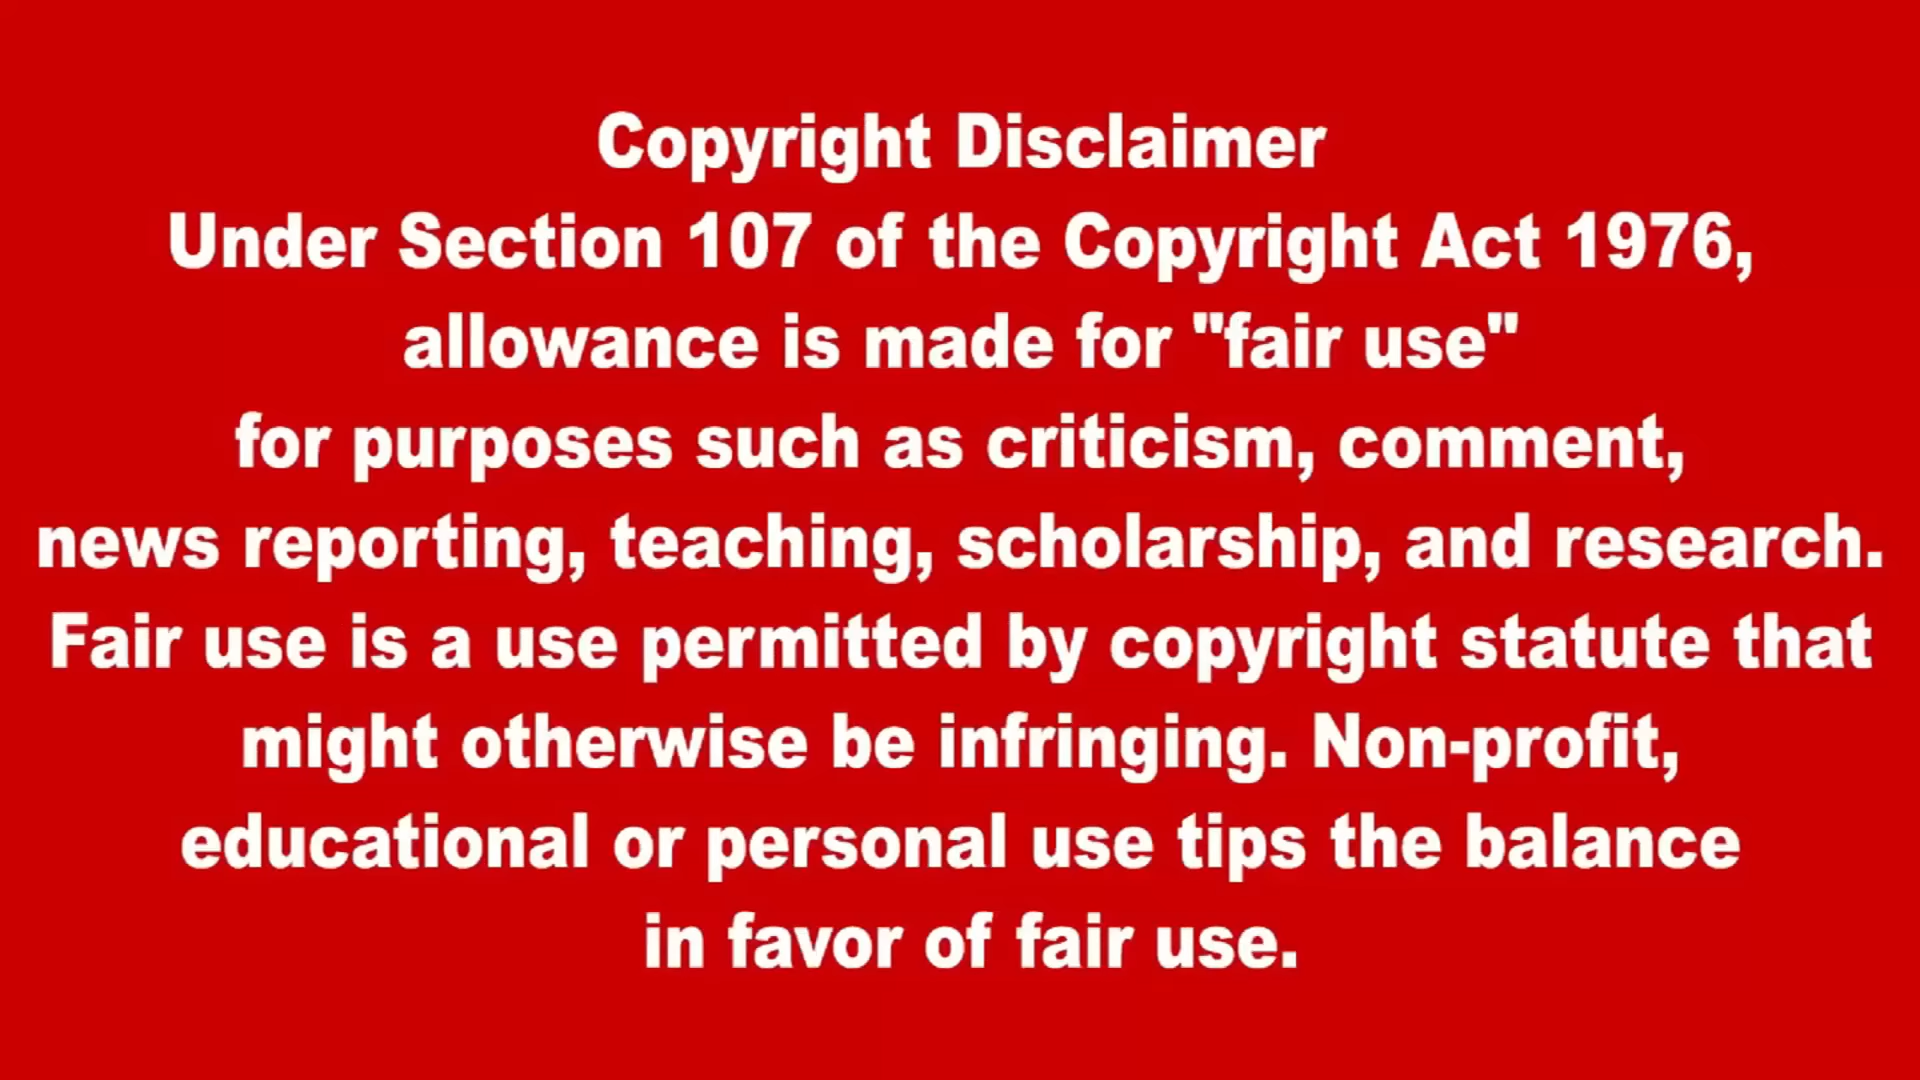 Copyright Disclaimer
Under Section 107 of the Copyright Act 1976,
allowance is made for "fair use"
for purposes such as criticism, comment,
news reporting, teaching, scholarship, and research.
Fair use is a use permitted by copyright statute that
might otherwise be infringing. Non-profit,
educational or personal use tips the balance
in favor of fair use.